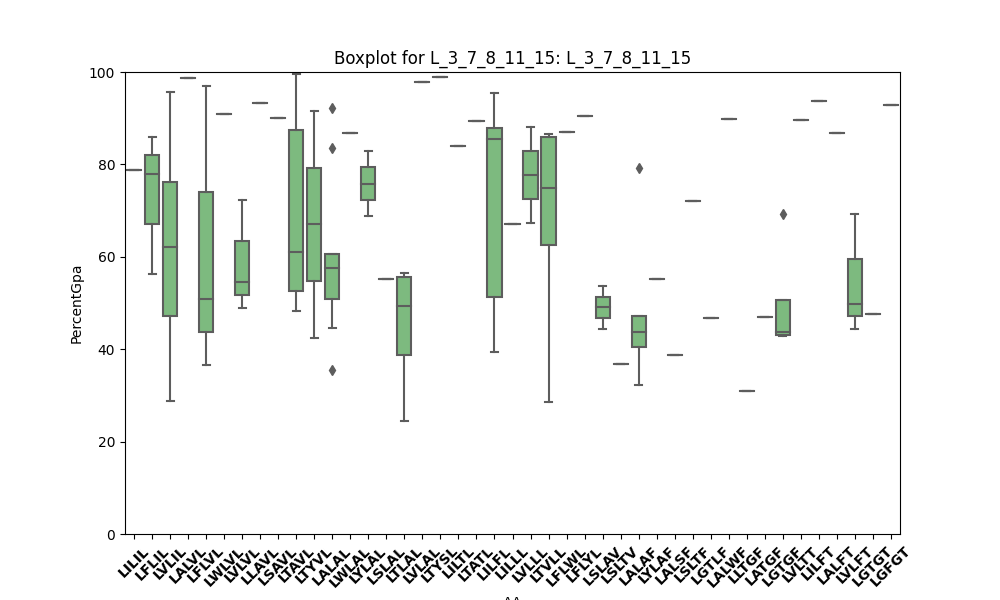 Boxplot for L_3_7_8_11_15: L_3_7_8_11_15
100
80
60
40
20
0
PercentGpa
LILIL LFLIL LVLIL LALVL LFLVL LWLVL LVLVL LLAVL LSAVL LTAVL LTYVL LALAL LWLAL LYLAL LSLAL LTLAL LVLAL LTYSL LILTL LTATL LILFL LILLL LVLLL LTVLL LFLWL LFLYL LSLAV LSLTV LALAF LYLAF LALSF LSLTF LGTLF LALWF LLTGF LATGF LGTGF LVLTT LILFT LALFT LVLFT LGTGT LGFGT